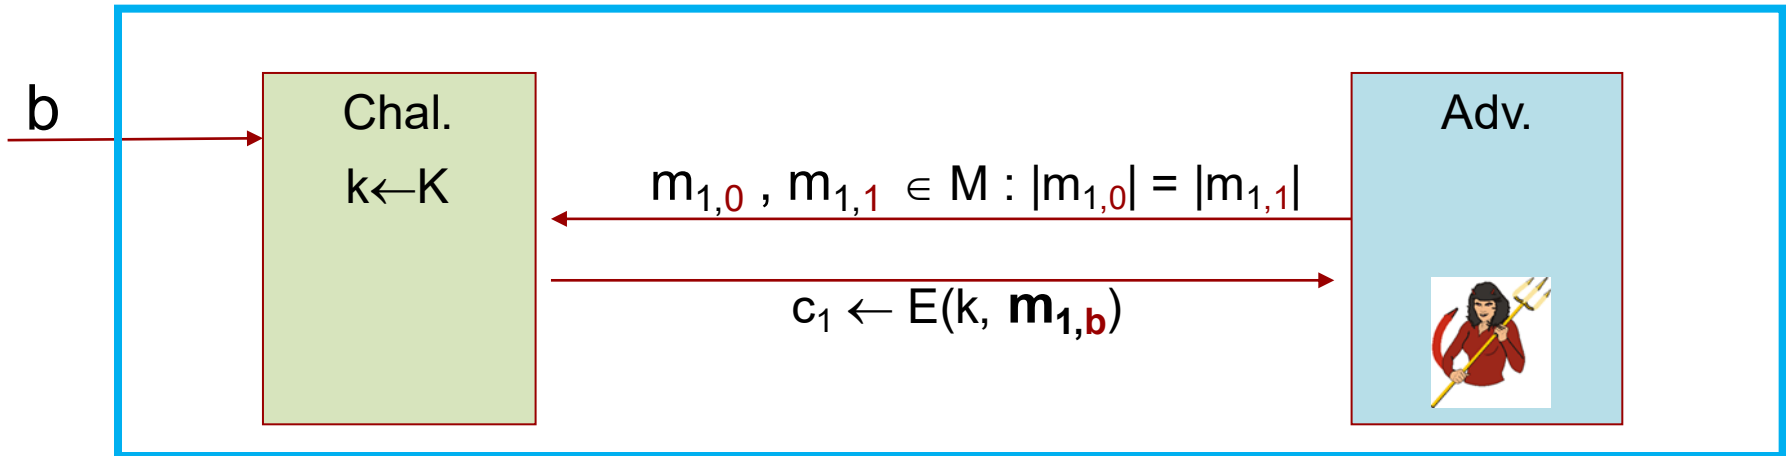 b
Chal.
k←K
m₁,₀ , m₁,₁ ∈ M : |m₁,₀| = |m₁,₁|
c₁ ← E(k, m₁,b)
Adv.